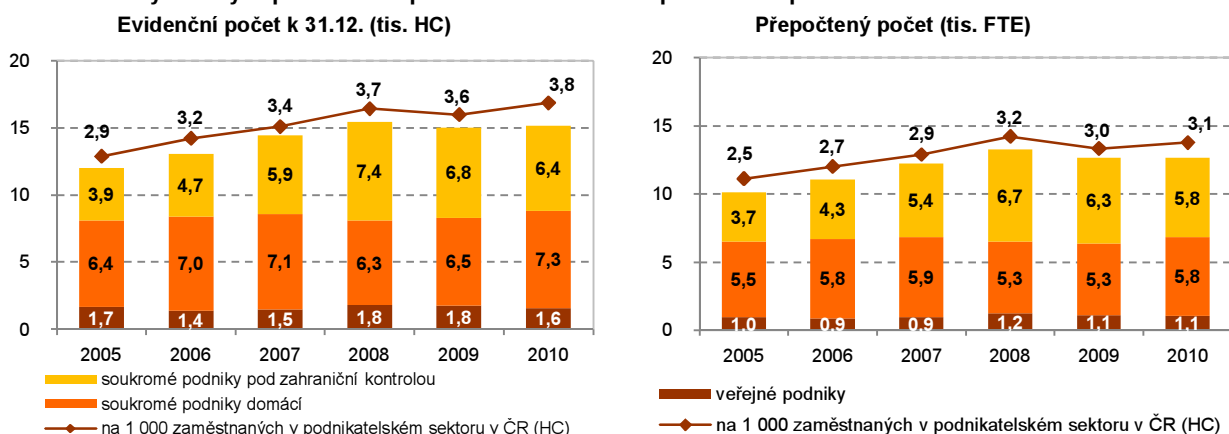 Evidenční počet k 31.12. (tis. HC)
20
15
10
5
0
2,9 3,2 3,4 3,7 3,6 3,8
3,9 4,7 5,9 7,4 6,8 6,4
6,4 7,0 7,1 6,3 6,5 7,3
1,7 1,4 1,5 1,8 1,8 1,6
2005 2006 2007 2008 2009 2010
soukromé podniky pod zahraniční kontrolou
soukromé podniky domácí
na 1 000 zaměstnaných v podnikatelském sektoru v ČR (HC)
Přepočtený počet (tis. FTE)
20
15
10
5
0
2,5 2,7 2,9 3,2 3,0 3,1
3,7 4,3 5,4 6,7 6,3 5,8
5,5 5,8 5,9 5,3 5,3 5,8
1,0 0,9 0,9 1,2 1,1 1,1
2005 2006 2007 2008 2009 2010
veřejné podniky
na 1 000 zaměstnaných v podnikatelském sektoru v ČR (HC)